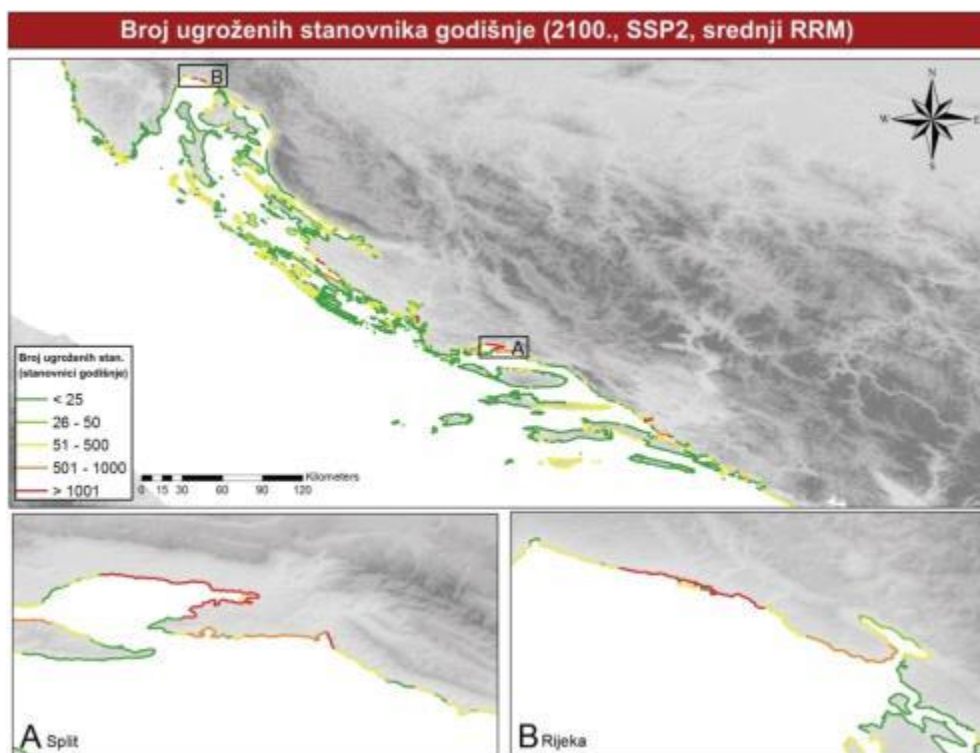 Broj ugroženih stanovnika godišnje (2100., SSP2, srednji RRM)
B
N
W
E
S
A
Broj ugroženih stan.
(stanovnici godišnje)
< 25
26 - 50
51 - 500
501 - 1000
> 1001
Kilometers
0 15 30 60 90 120
A Split
B Rijeka